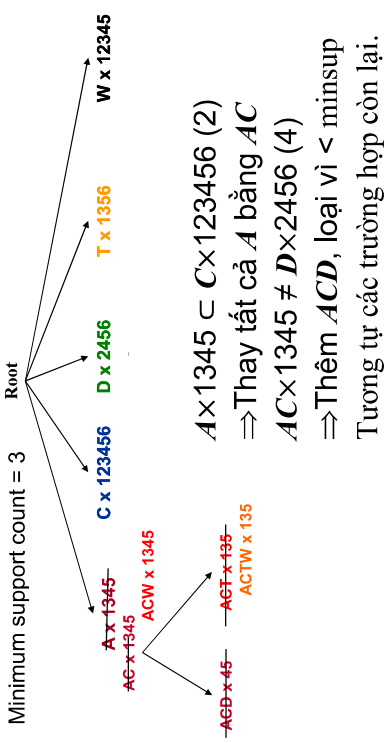 Minimum support count = 3
Root
A x 1345
AC x 1345
ACW x 1345
C x 123456
D x 2456
T x 1356
W x 12345
ACD x 45
ACT x 135
ACTW x 135
A×1345 ⊂ C×123456 (2)
⇒Thay tất cả A bằng AC
AC×1345 ≠ D×2456 (4)
⇒Thêm ACD, loại vì < minsup
Tương tự các trường hợp còn lại.